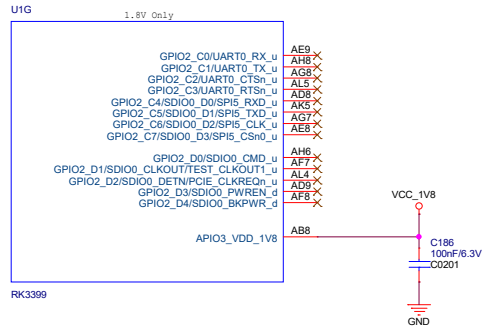 U1G
1.8V Only
GPIO2_C0/UART0_RX_u AE9
GPIO2_C1/UART0_TX_u AH8
GPIO2_C2/UART0_CTSn_u AG8
GPIO2_C3/UART0_RTSn_u AL5
GPIO2_C4/SDIO0_D0/SPI5_RXD_u AD8
GPIO2_C5/SDIO0_D1/SPI5_TXD_u AK5
GPIO2_C6/SDIO0_D2/SPI5_CLK_u AG7
GPIO2_C7/SDIO0_D3/SPI5_CSn0_u AE8
GPIO2_D0/SDIO0_CMD_u AH6
GPIO2_D1/SDIO0_CLKOUT/TEST_CLKOUT1_u AF7
GPIO2_D2/SDIO0_DETN/PCIE_CLKREQn_u AL4
GPIO2_D3/SDIO0_PWREN_d AD9
GPIO2_D4/SDIO0_BKPWR_d AF8
APIO3_VDD_1V8 AB8
VCC_1V8
C186
100nF/6.3V
C0201
GND
RK3399